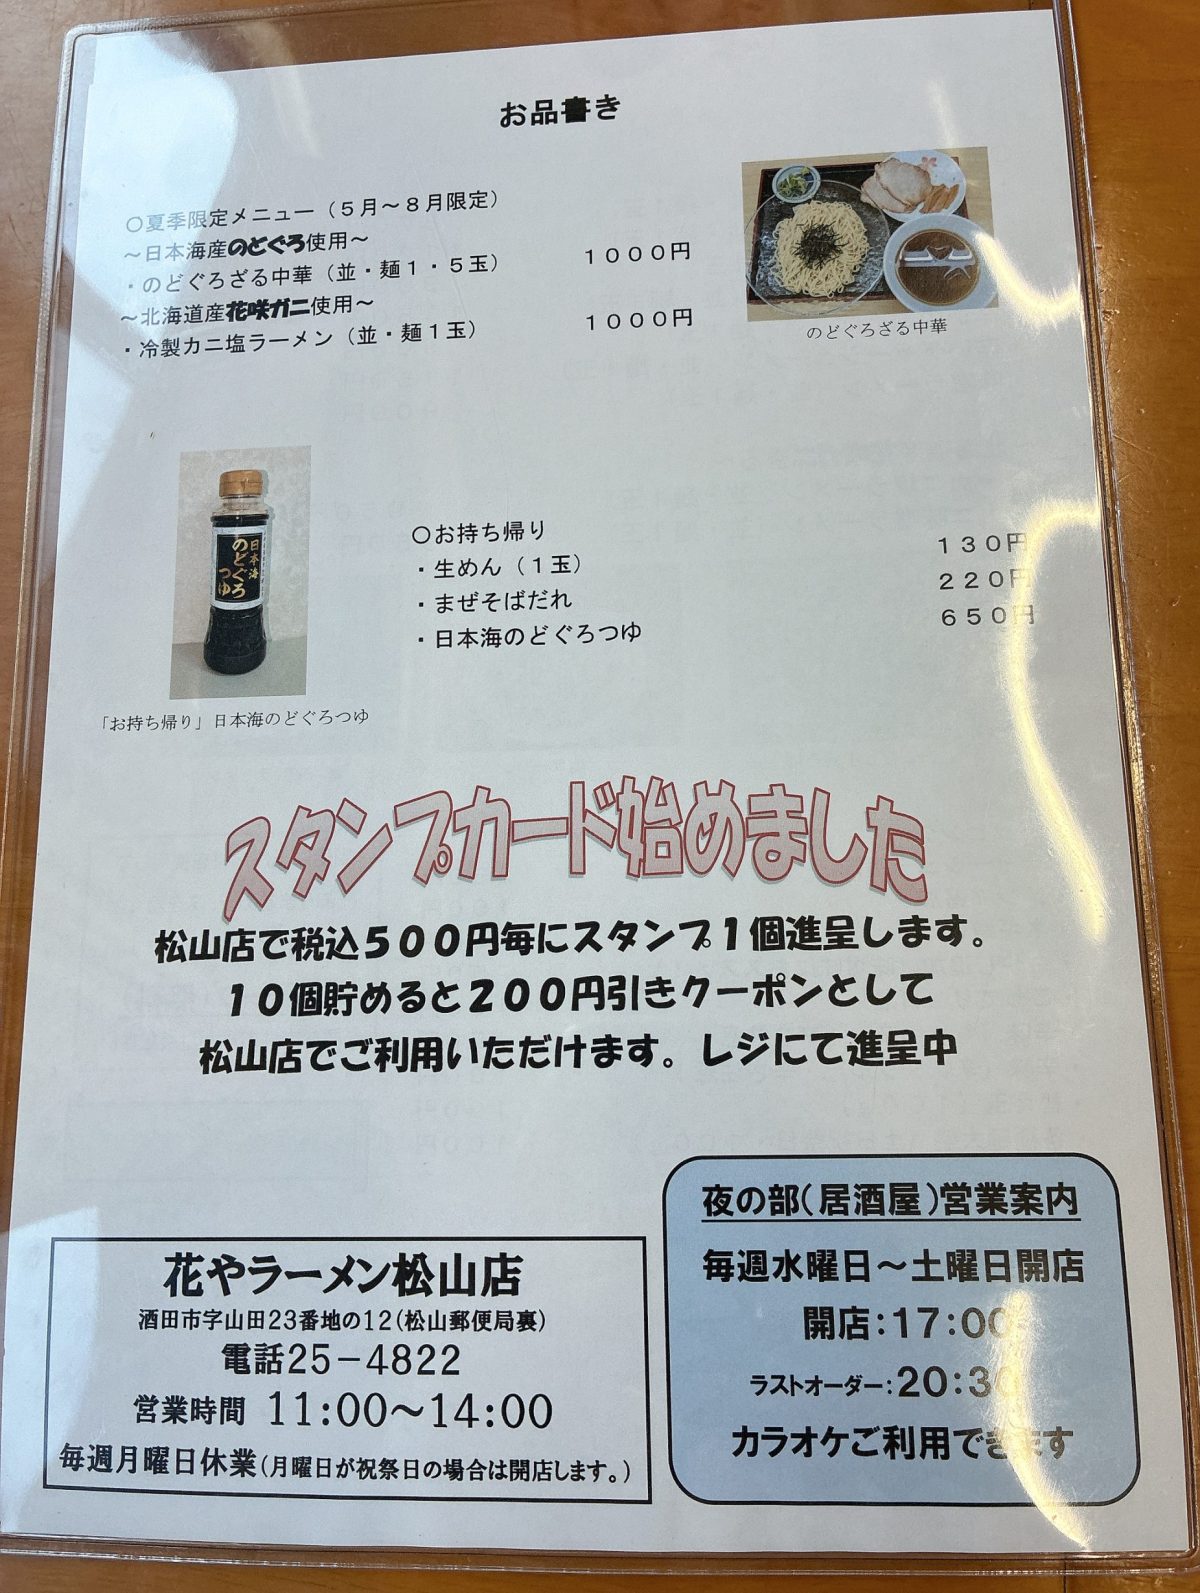 お品書き
○夏季限定メニュー（５月～８月限定）
～日本海産のどぐろ使用～
・のどぐろざる中華（並・麺１・５玉）　１０００円
～北海道産花咲ガニ使用～
・冷製カニ塩ラーメン（並・麺１玉）　１０００円
のどぐろざる中華
日本海
のどぐろ
つゆ
「お持ち帰り」日本海のどぐろつゆ
○お持ち帰り
・生めん（１玉）　１３０円
・まぜそばだれ　２２０円
・日本海のどぐろつゆ　６５０円
スタンプカード始めました
松山店で税込５００円毎にスタンプ１個進呈します。
１０個貯めると２００円引きクーポンとして
松山店でご利用いただけます。レジにて進呈中
花やラーメン松山店
酒田市字山田23番地の12(松山郵便局裏)
電話25－4822
営業時間 11:00～14:00
毎週月曜日休業(月曜日が祝祭日の場合は開店します。)
夜の部(居酒屋)営業案内
毎週水曜日～土曜日開店
開店：17:00
ラストオーダー：20:30
カラオケご利用できます